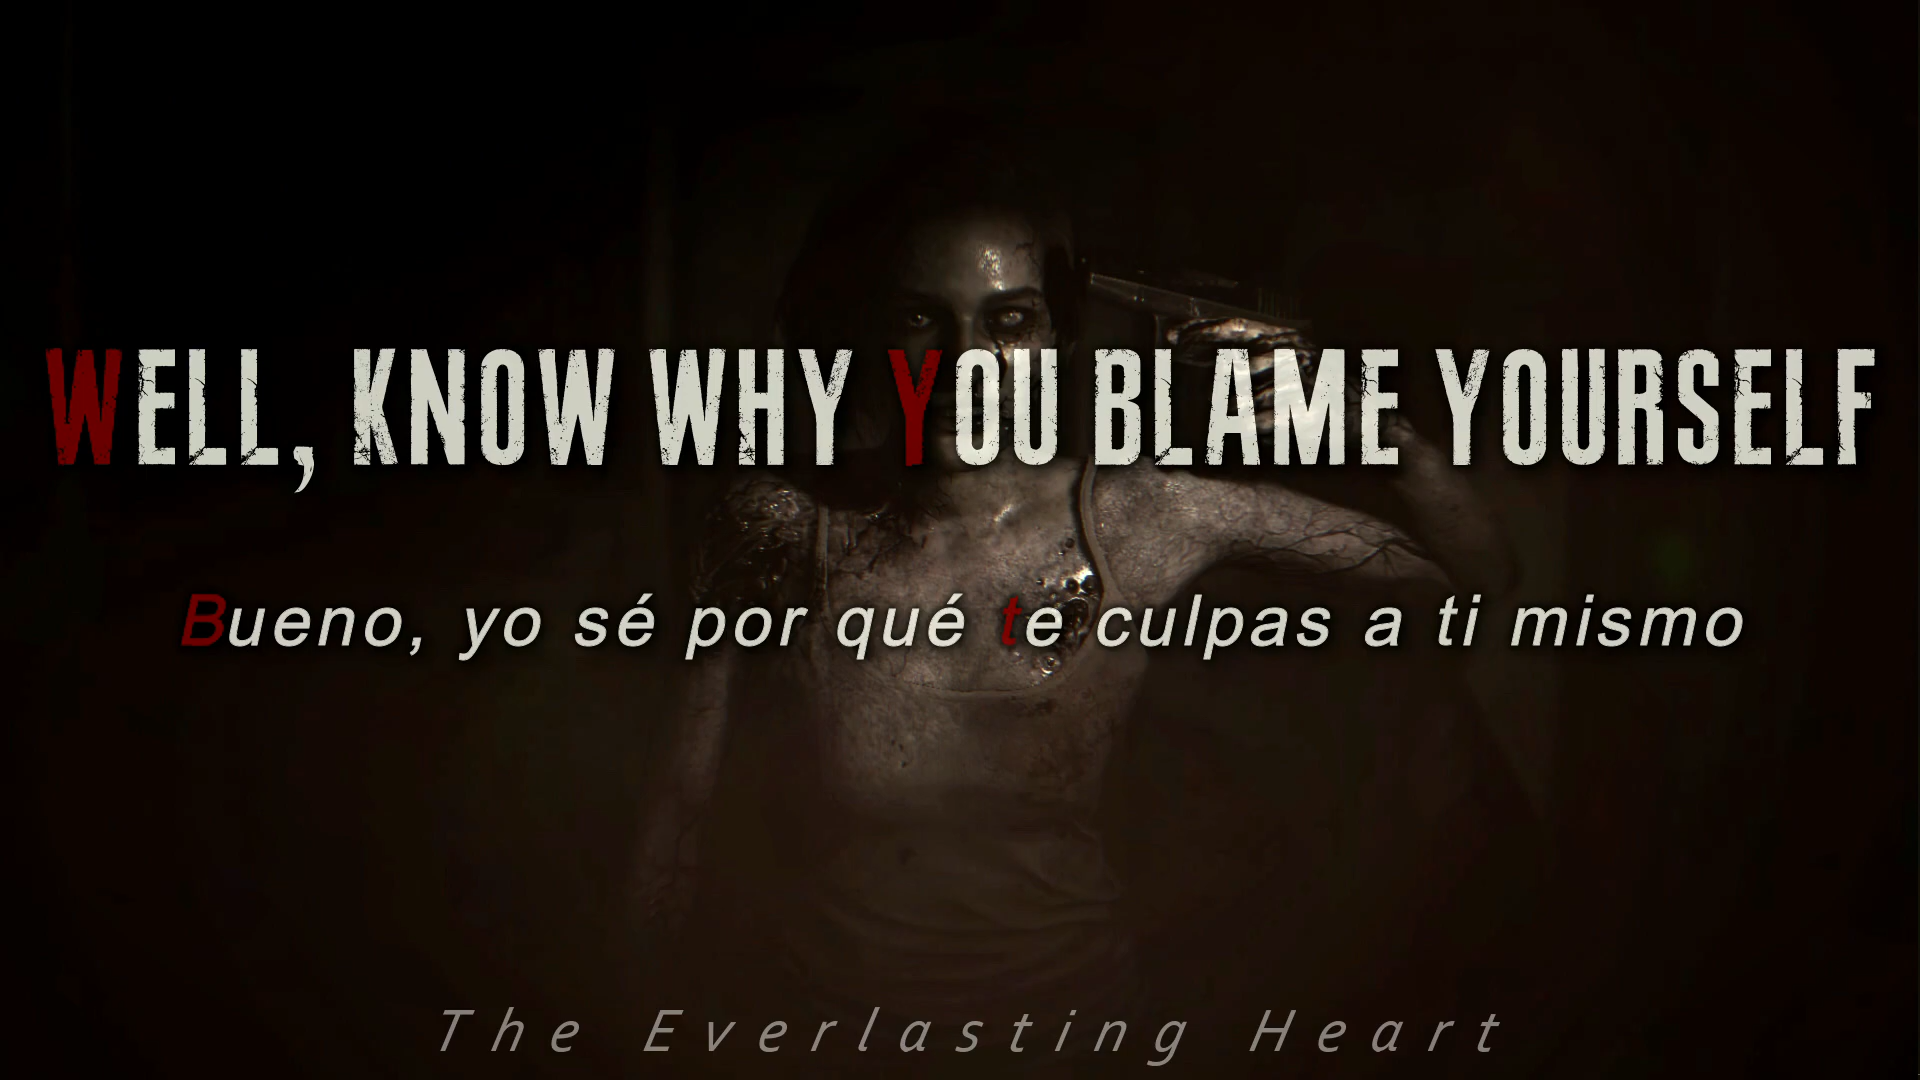 WELL, KNOW WHY YOU BLAME YOURSELF
Bueno, yo sé por qué te culpas a ti mismo
The Everlasting Heart